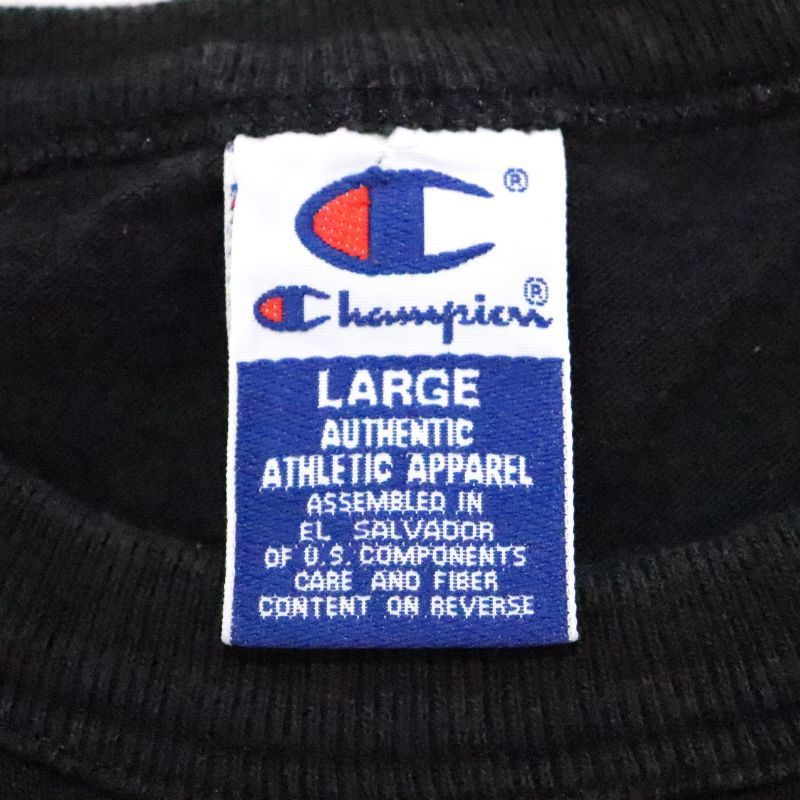 C®
Champion®
LARGE
AUTHENTIC
ATHLETIC APPAREL
ASSEMBLED IN
EL SALVADOR
OF U.S. COMPONENTS
CARE AND FIBER
CONTENT ON REVERSE